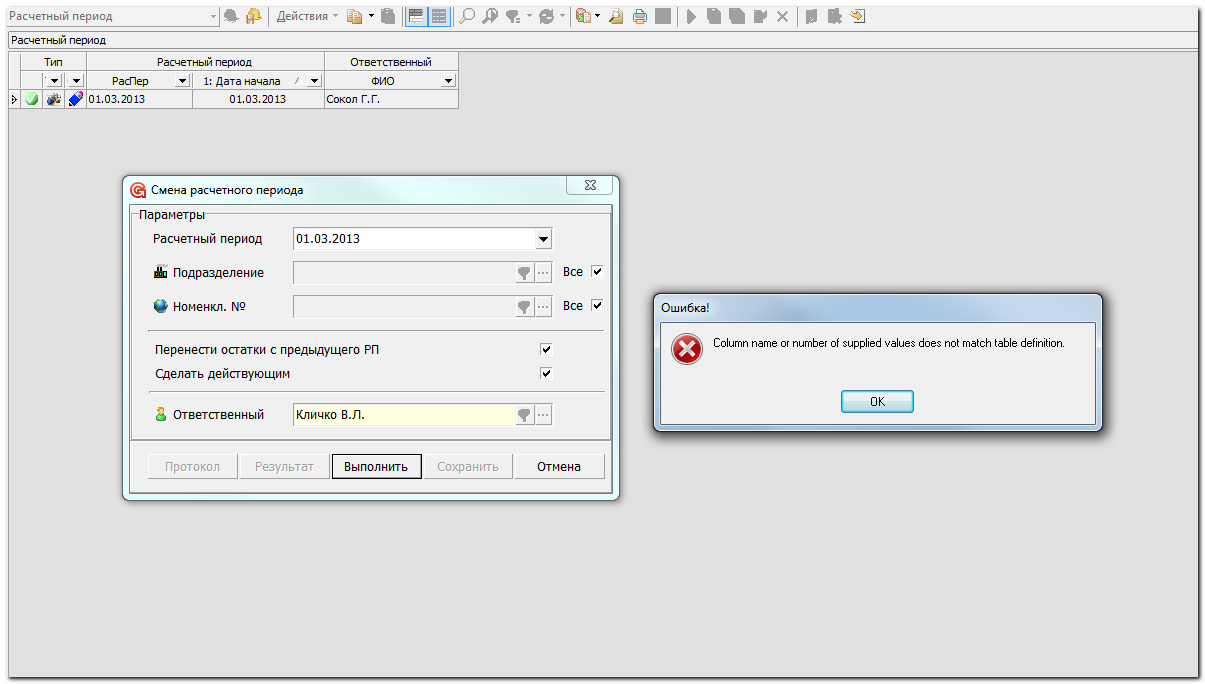 Расчетный период
Действия
Расчетный период
Тип Расчетный период Ответственный
РасПер 1: Дата начала ФИО
01.03.2013 01.03.2013 Сокол Г.Г.
Смена расчетного периода
Параметры
Расчетный период 01.03.2013
Подразделение Все
Номенкл. № Все
Перенести остатки с предыдущего РП
Сделать действующим
Ответственный Кличко В.Л.
Протокол Результат Выполнить Сохранить Отмена
Ошибка!
Column name or number of supplied values does not match table definition.
OK